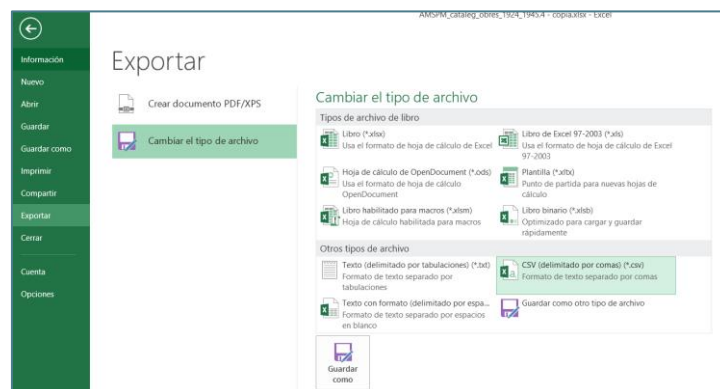 AMSPM_cataleg_obres_1924_1945.4 - copia.xlsx - Excel
Información
Nuevo
Abrir
Guardar
Guardar como
Imprimir
Compartir
Exportar
Cerrar
Cuenta
Opciones
Exportar
Crear documento PDF/XPS
Cambiar el tipo de archivo
Cambiar el tipo de archivo
Tipos de archivo de libro
Libro (*.xlsx)
Usa el formato de hoja de cálculo de Excel
Libro de Excel 97-2003 (*.xls)
Usa el formato de hoja de cálculo de Excel
97-2003
Hoja de cálculo de OpenDocument (*.ods)
Usa el formato de hoja de cálculo
OpenDocument
Plantilla (*.xltx)
Punto de partida para nuevas hojas de
cálculo
Libro habilitado para macros (*.xlsm)
Hoja de cálculo habilitada para macros
Libro binario (*.xlsb)
Optimizado para cargar y guardar
rápidamente
Otros tipos de archivo
Texto (delimitado por tabulaciones) (*.txt)
Formato de texto separado por
tabulaciones
CSV (delimitado por comas) (*.csv)
Formato de texto separado por comas
Texto con formato (delimitado por espa...
Formato de texto separado por espacios
en blanco
Guardar como otro tipo de archivo
Guardar
como